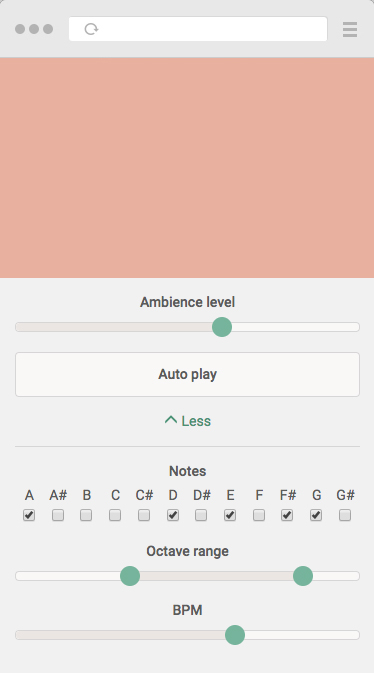 Ambience level
Auto play
Less
Notes
A A# B C C# D D# E F F# G G#
Octave range
BPM